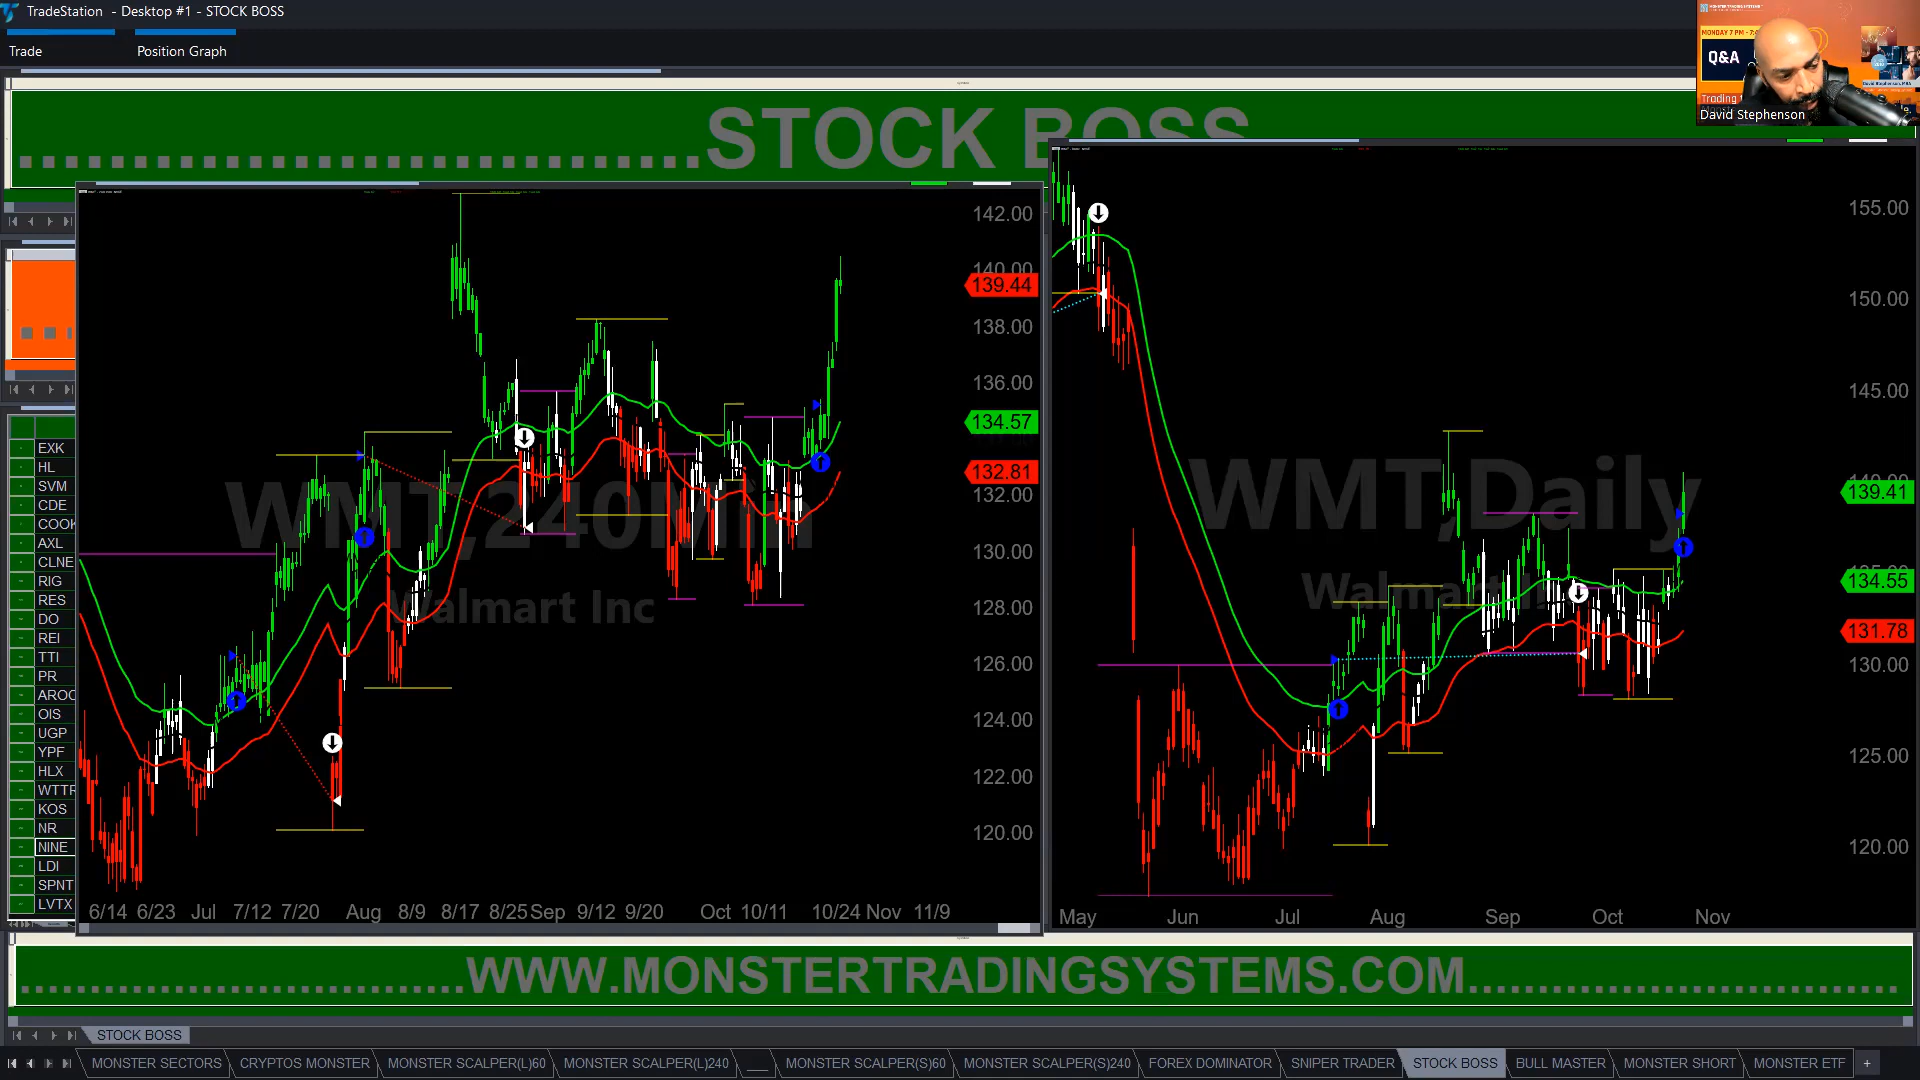 TradeStation - Desktop #1 - STOCK BOSS
Trade
Position Graph
MONDAY 7 PM - 7:
Q&A
Trading
David Stephenson
..............................STOCK BOSS
EXK
HL
SVM
CDE
COOK
AXL
CLNE
RIG
RES
DO
REI
TTI
PR
AROC
OIS
UGP
YPF
HLX
WTTR
KOS
NR
NINE
LDI
SPNT
LVTX
WMT,240Min
Walmart Inc
142.00
140.00
139.44
138.00
136.00
134.57
132.81
132.00
130.00
128.00
126.00
124.00
122.00
120.00
6/14 6/23 Jul 7/12 7/20 Aug 8/9 8/17 8/25 Sep 9/12 9/20 Oct 10/11 10/24 Nov 11/9
WMT,Daily
Walmart Inc
155.00
150.00
145.00
139.41
134.55
131.78
130.00
125.00
120.00
May Jun Jul Aug Sep Oct Nov
................................WWW.MONSTERTRADINGSYSTEMS.COM................................
STOCK BOSS
MONSTER SECTORS CRYPTOS MONSTER MONSTER SCALPER(L)60 MONSTER SCALPER(L)240 ___ MONSTER SCALPER(S)60 MONSTER SCALPER(S)240 FOREX DOMINATOR SNIPER TRADER STOCK BOSS BULL MASTER MONSTER SHORT MONSTER ETF +